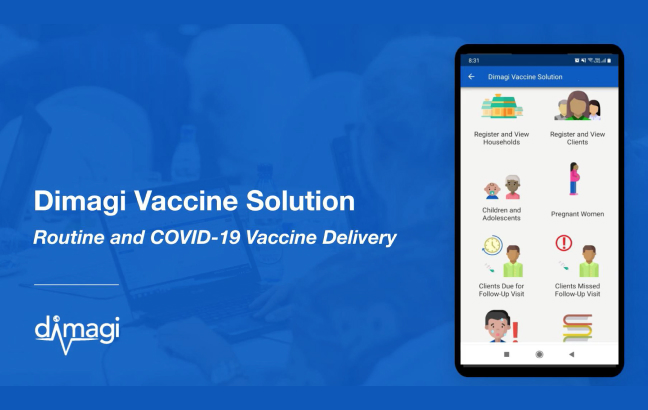 Dimagi Vaccine Solution
Routine and COVID-19 Vaccine Delivery
dimagi
8:31
Dimagi Vaccine Solution
Register and View
Households
Register and View
Clients
Children and
Adolescents
Pregnant Women
Clients Due for
Follow-Up Visit
Clients Missed
Follow-Up Visit